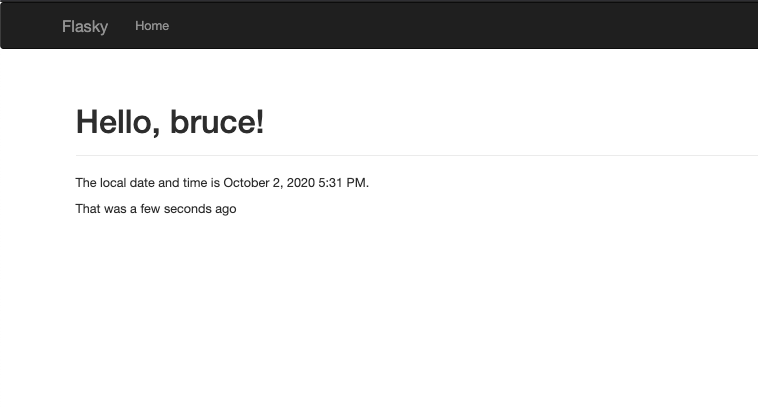 Flasky Home
Hello, bruce!
The local date and time is October 2, 2020 5:31 PM.
That was a few seconds ago